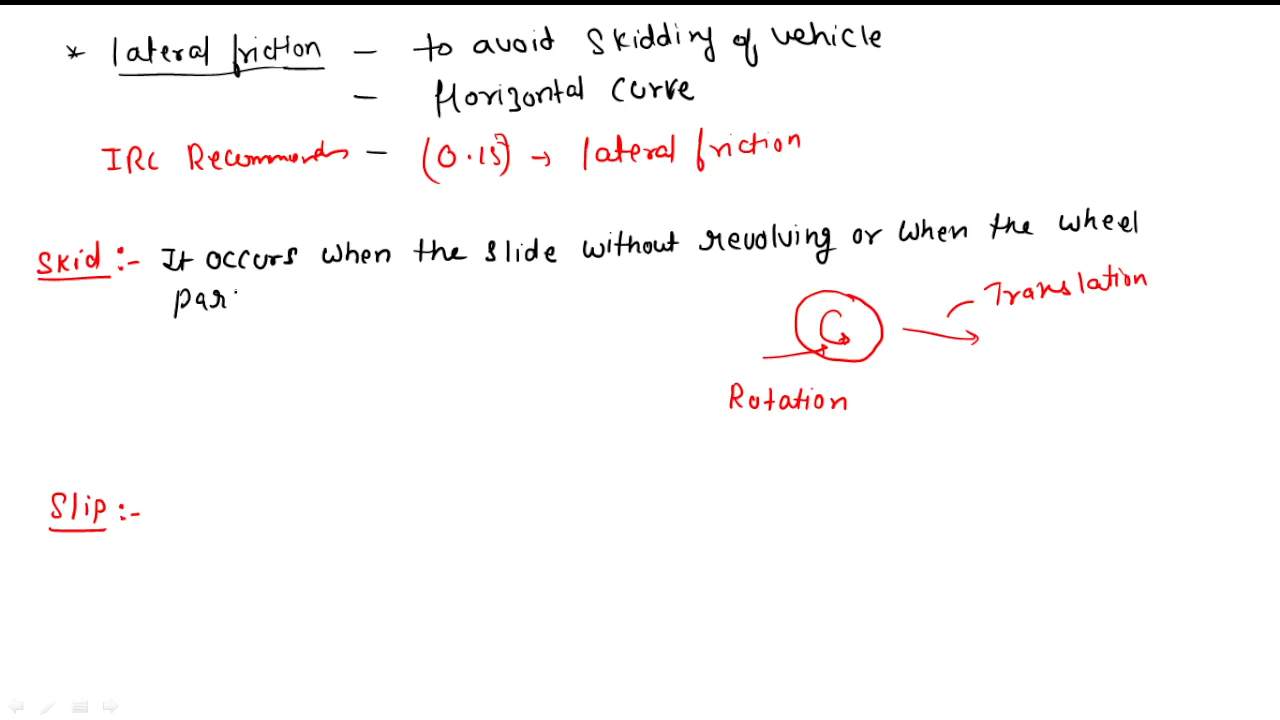 * lateral friction - to avoid skidding of vehicle
- Horizontal curve
IRC Recommends - (0.15) → lateral friction
Skid :- It occurs when the slide without revolving or when the wheel
par
Translation
Rotation
Slip :-